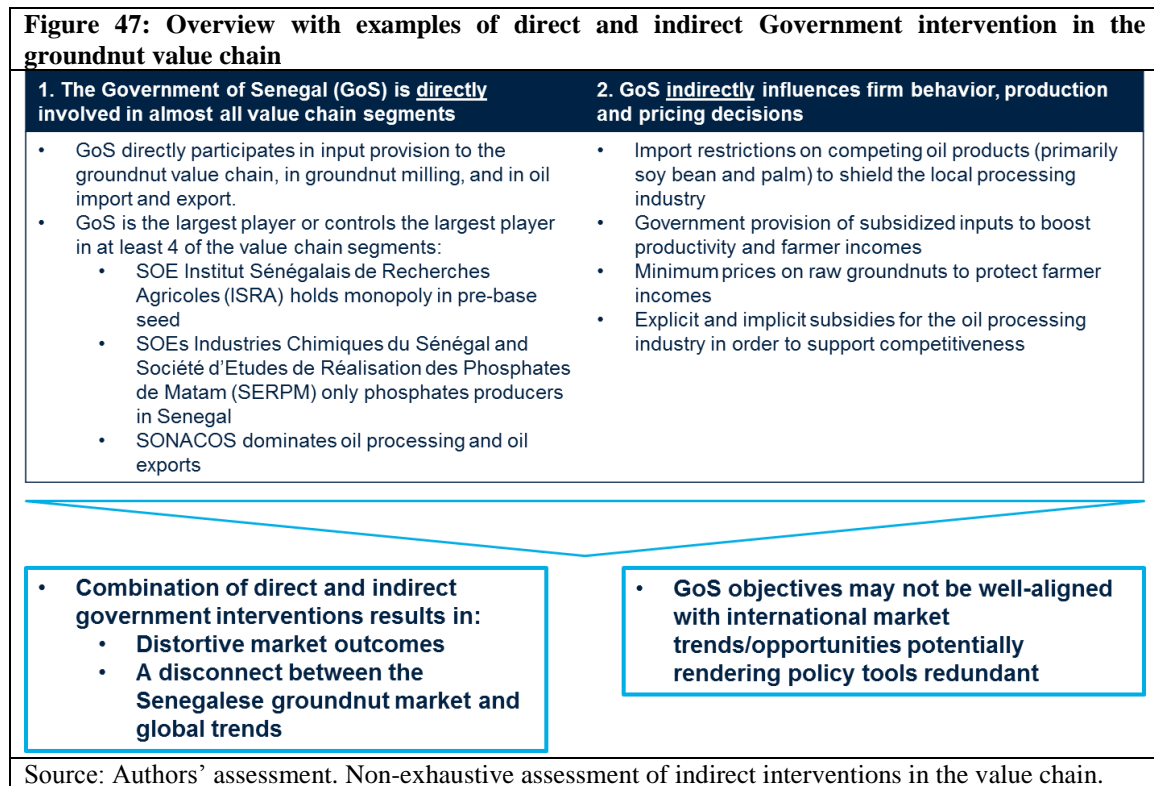 Figure 47: Overview with examples of direct and indirect Government intervention in the
groundnut value chain
1. The Government of Senegal (GoS) is directly
involved in almost all value chain segments
• GoS directly participates in input provision to the
groundnut value chain, in groundnut milling, and in oil
import and export.
• GoS is the largest player or controls the largest player
in at least 4 of the value chain segments:
• SOE Institut Sénégalais de Recherches
Agricoles (ISRA) holds monopoly in pre-base
seed
• SOEs Industries Chimiques du Sénégal and
Société d'Etudes de Réalisation des Phosphates
de Matam (SERPM) only phosphates producers
in Senegal
• SONACOS dominates oil processing and oil
exports
2. GoS indirectly influences firm behavior, production
and pricing decisions
• Import restrictions on competing oil products (primarily
soy bean and palm) to shield the local processing
industry
• Government provision of subsidized inputs to boost
productivity and farmer incomes
• Minimum prices on raw groundnuts to protect farmer
incomes
• Explicit and implicit subsidies for the oil processing
industry in order to support competitiveness
• Combination of direct and indirect
government interventions results in:
• Distortive market outcomes
• A disconnect between the
Senegalese groundnut market and
global trends
• GoS objectives may not be well-aligned
with international market
trends/opportunities potentially
rendering policy tools redundant
Source: Authors' assessment. Non-exhaustive assessment of indirect interventions in the value chain.